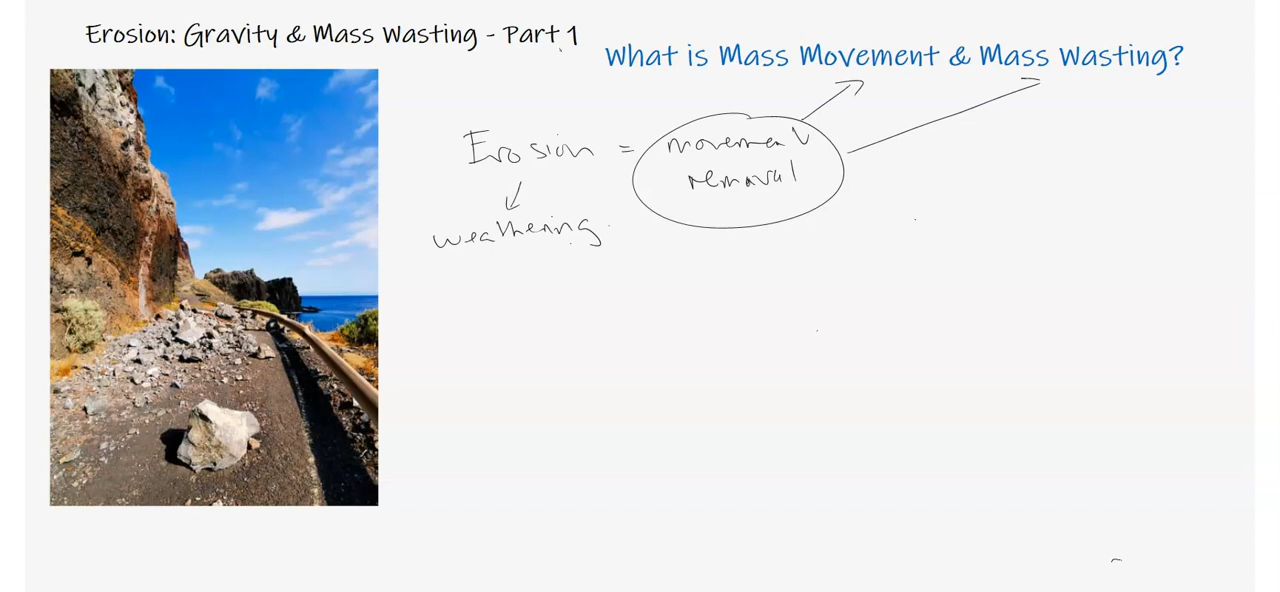 Erosion: Gravity & Mass Wasting - Part 1
What is Mass Movement & Mass Wasting?
Erosion = movement
removal
weathering